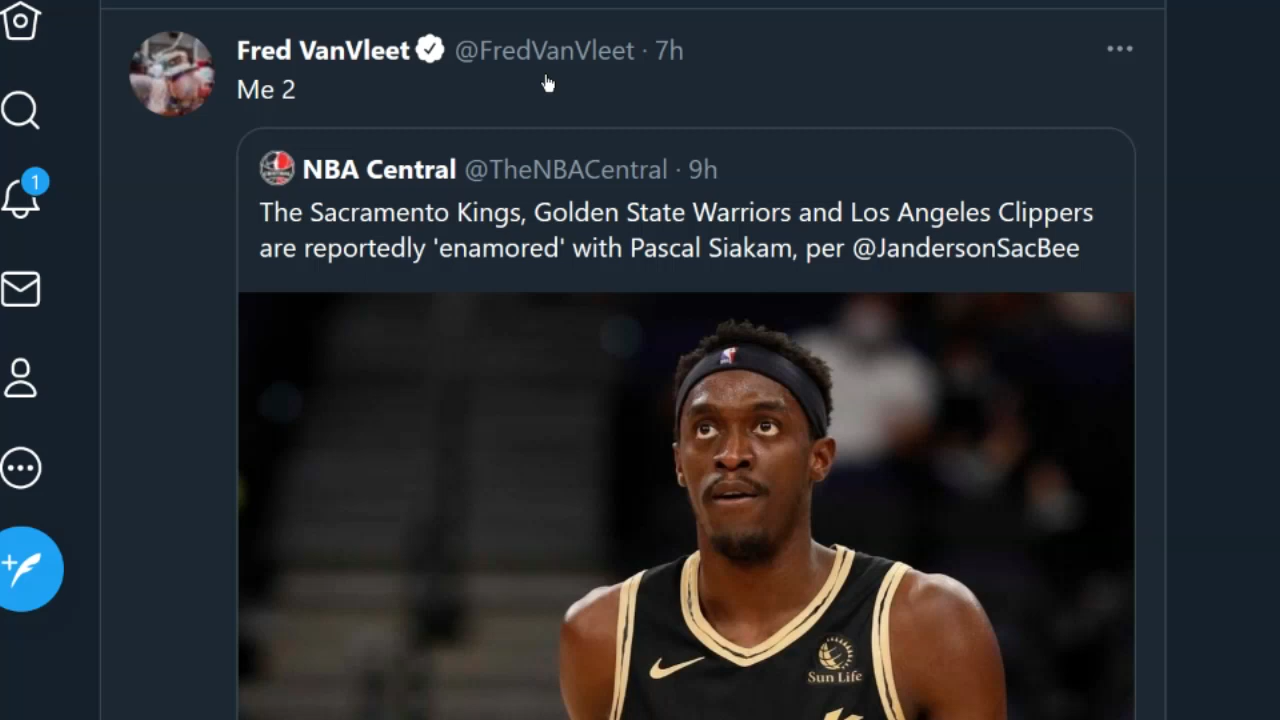 Fred VanVleet @FredVanVleet · 7h
Me 2
1
NBA Central @TheNBACentral · 9h
The Sacramento Kings, Golden State Warriors and Los Angeles Clippers
are reportedly 'enamored' with Pascal Siakam, per @JandersonSacBee
Sun Life